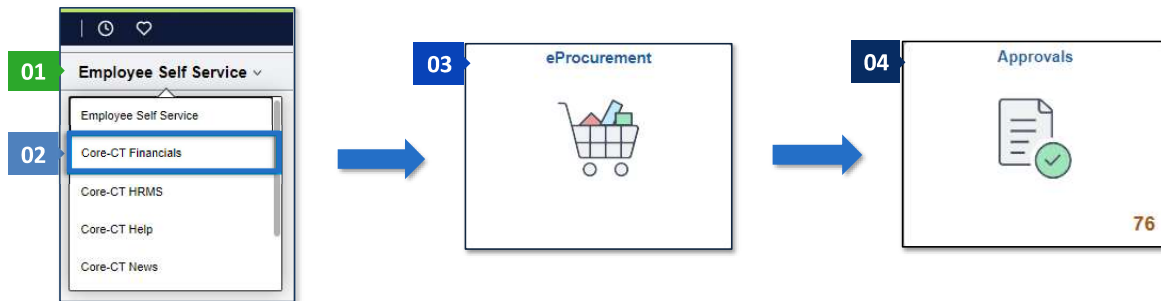 01
Employee Self Service
Employee Self Service
02
Core-CT Financials
Core-CT HRMS
Core-CT Help
Core-CT News
03
eProcurement
04
Approvals
76